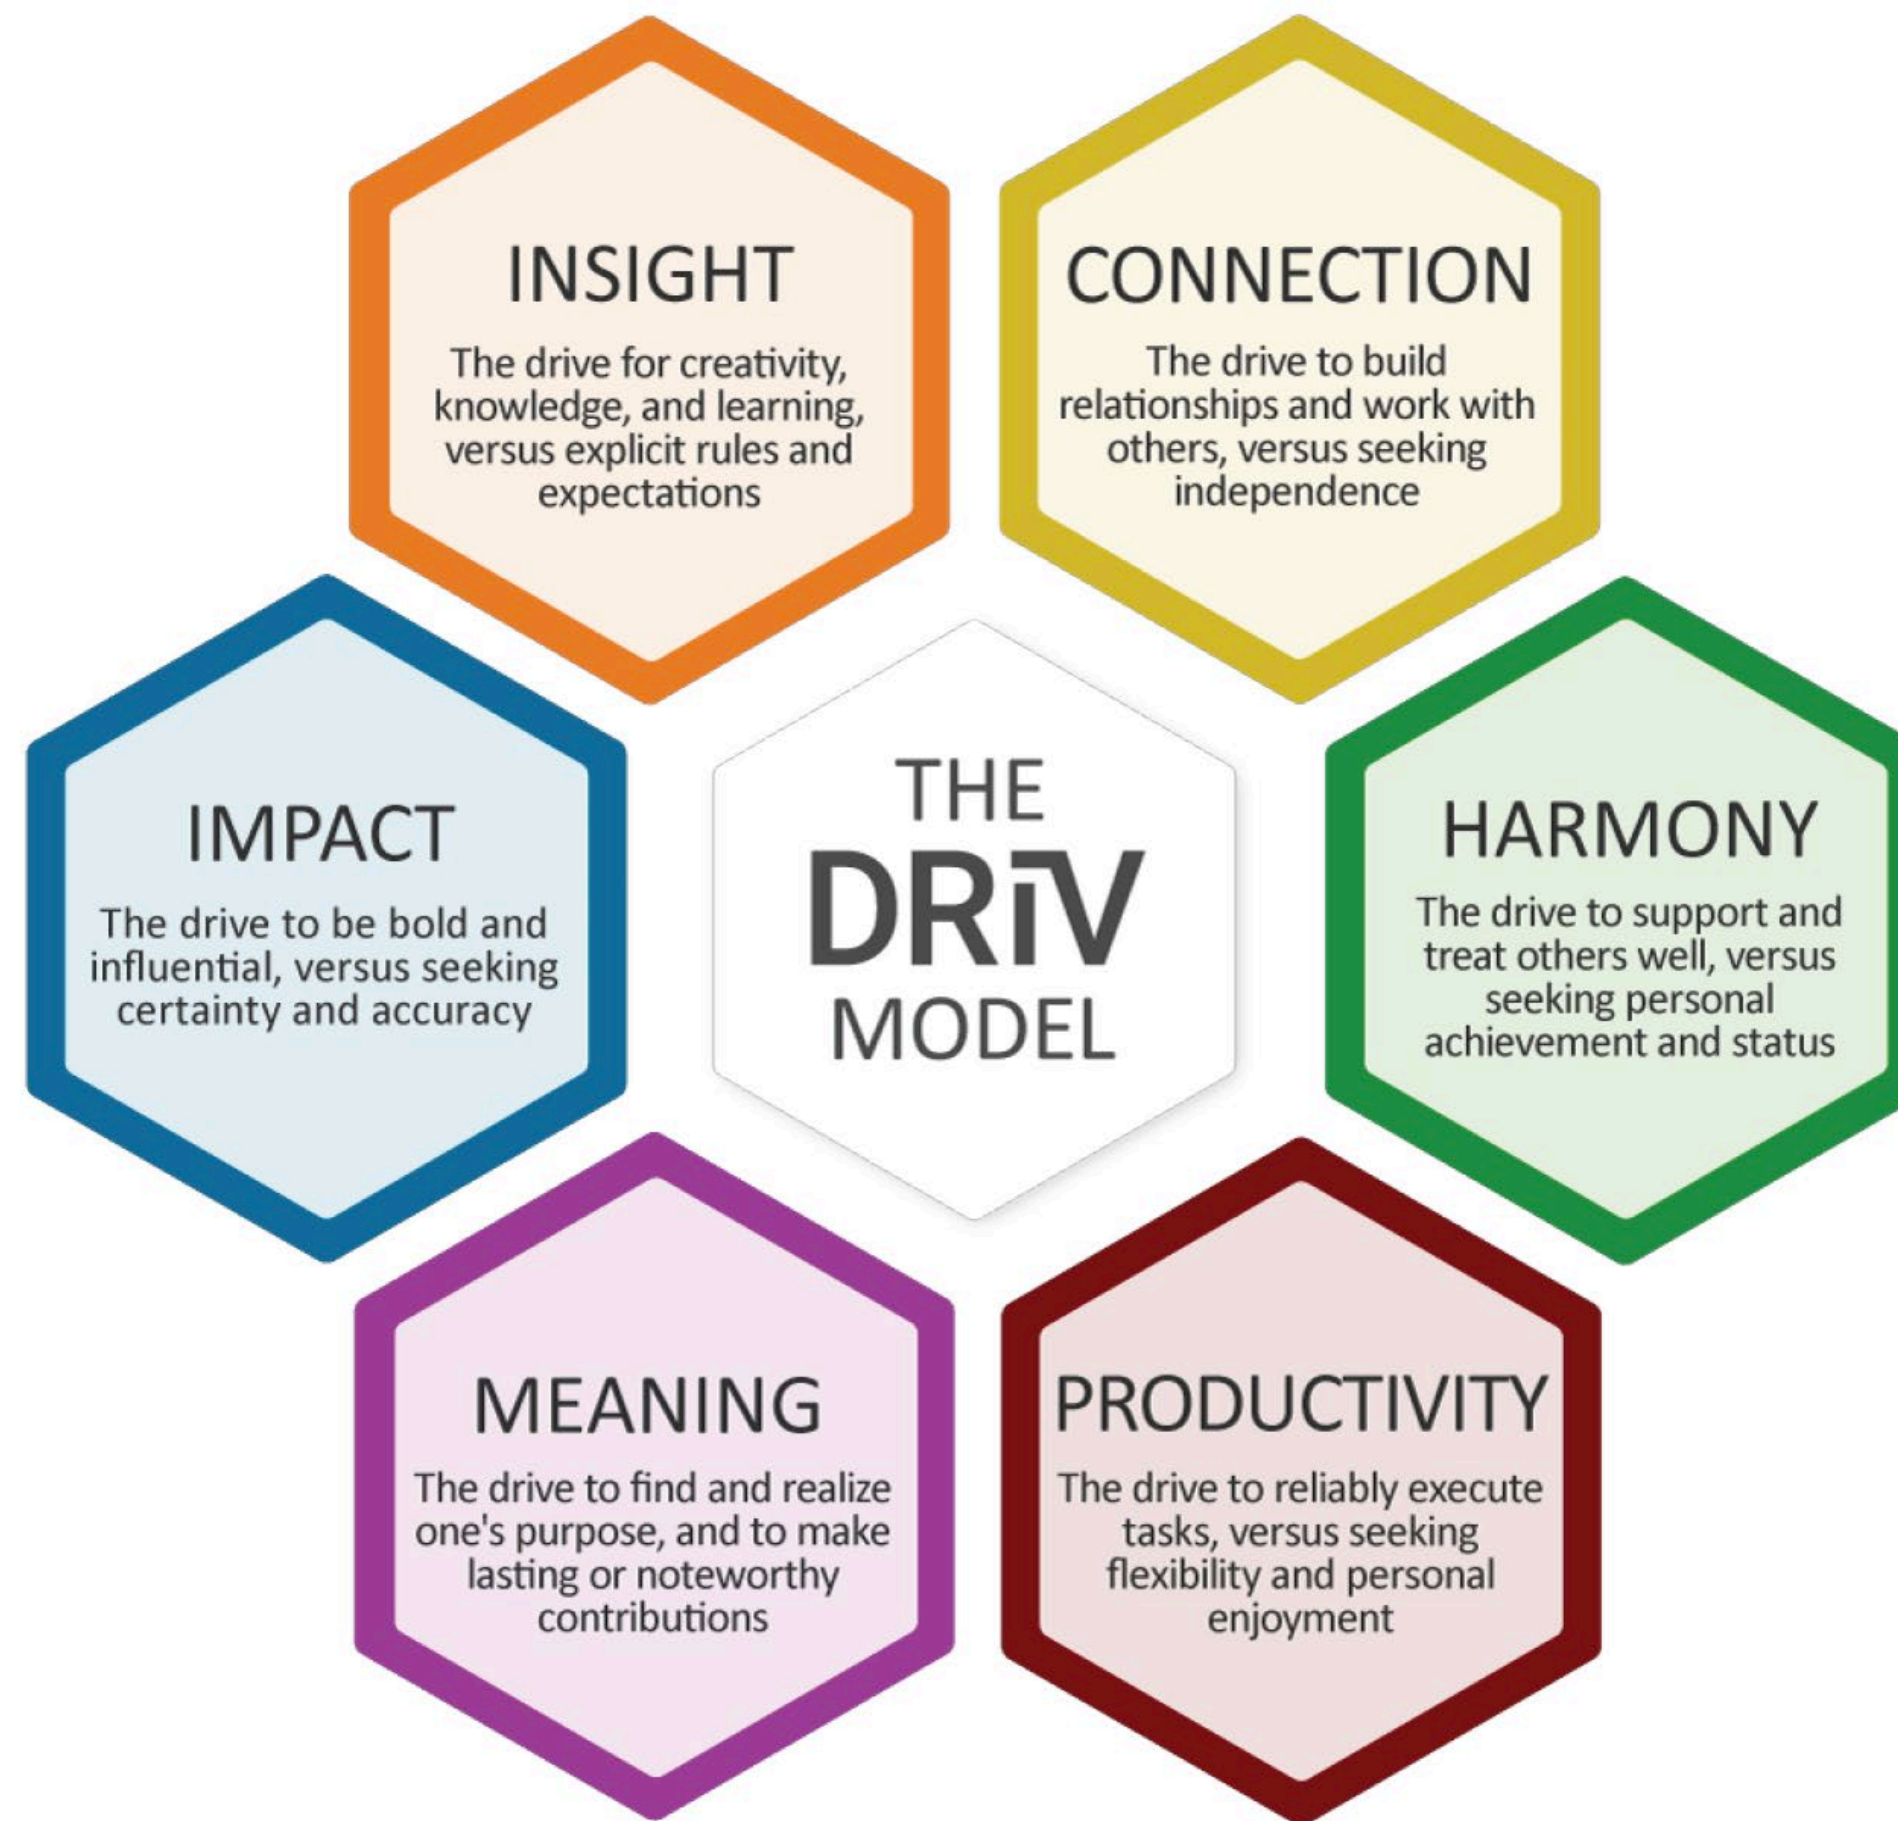 INSIGHT
The drive for creativity,
knowledge, and learning,
versus explicit rules and
expectations
CONNECTION
The drive to build
relationships and work with
others, versus seeking
independence
IMPACT
The drive to be bold and
influential, versus seeking
certainty and accuracy
THE
DRiV
MODEL
HARMONY
The drive to support and
treat others well, versus
seeking personal
achievement and status
MEANING
The drive to find and realize
one's purpose, and to make
lasting or noteworthy
contributions
PRODUCTIVITY
The drive to reliably execute
tasks, versus seeking
flexibility and personal
enjoyment